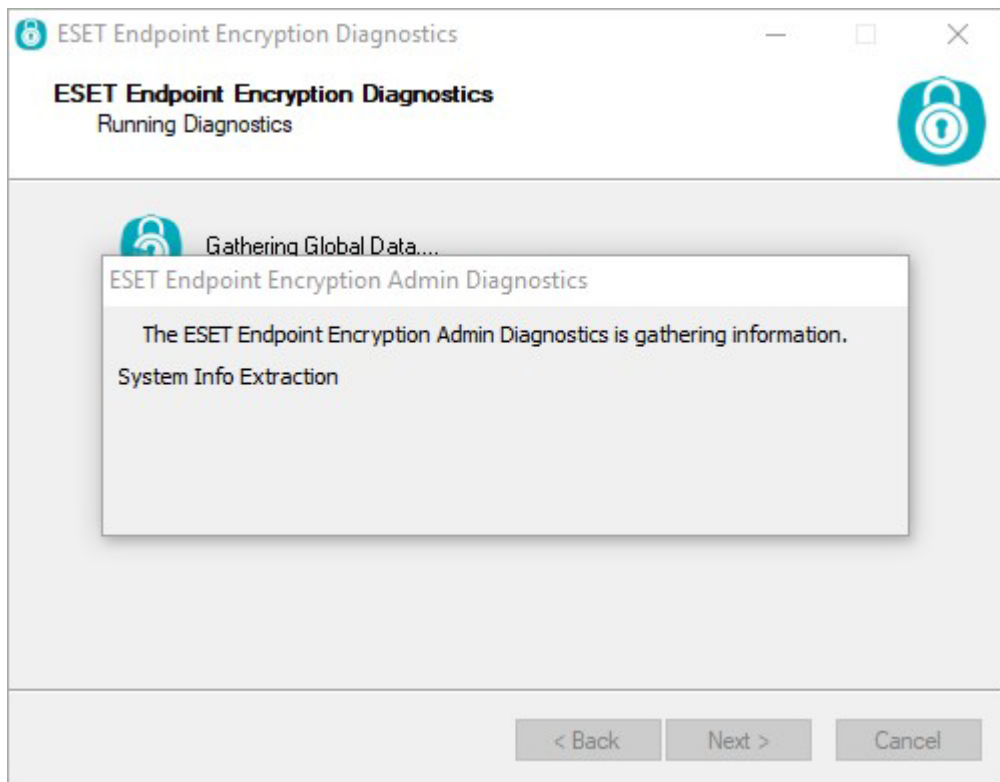 ESET Endpoint Encryption Diagnostics
ESET Endpoint Encryption Diagnostics
Running Diagnostics
Gathering Global Data....
ESET Endpoint Encryption Admin Diagnostics
The ESET Endpoint Encryption Admin Diagnostics is gathering information.
System Info Extraction
< Back Next > Cancel